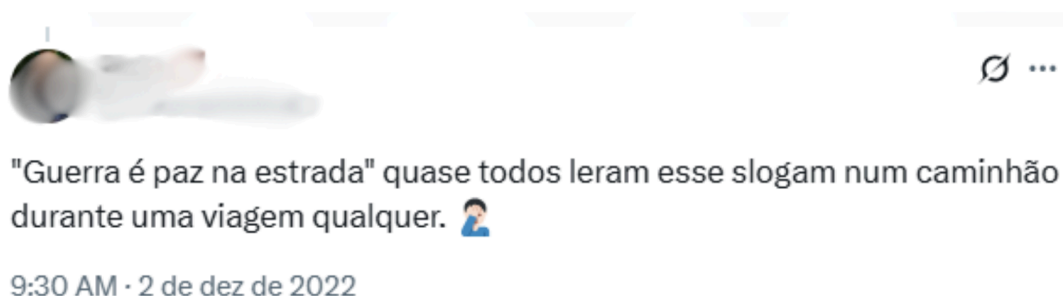 "Guerra é paz na estrada" quase todos leram esse slogam num caminhão
durante uma viagem qualquer. 🤦🏻‍♂️
9:30 AM · 2 de dez de 2022